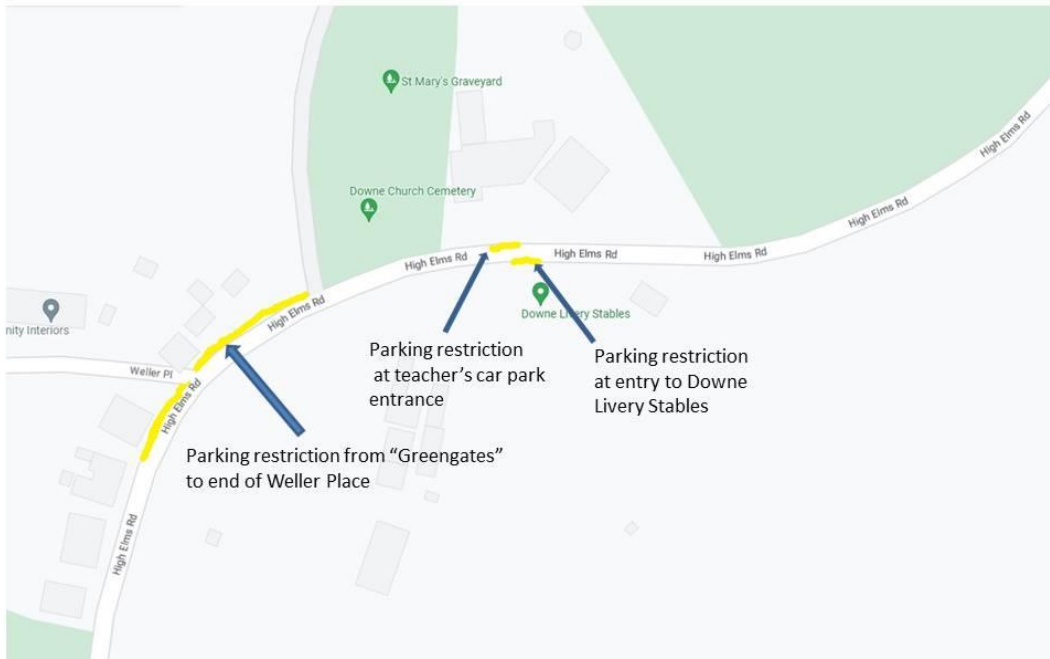 St Mary's Graveyard
Downe Church Cemetery
High Elms Rd
High Elms Rd
High Elms Rd
High Elms Rd
High Elms Rd
High Elms Rd
nity Interiors
Downe Livery Stables
Weller Pl
High Elms Rd
High Elms Rd
Parking restriction
at teacher's car park
entrance
Parking restriction
at entry to Downe
Livery Stables
Parking restriction from “Greengates”
to end of Weller Place